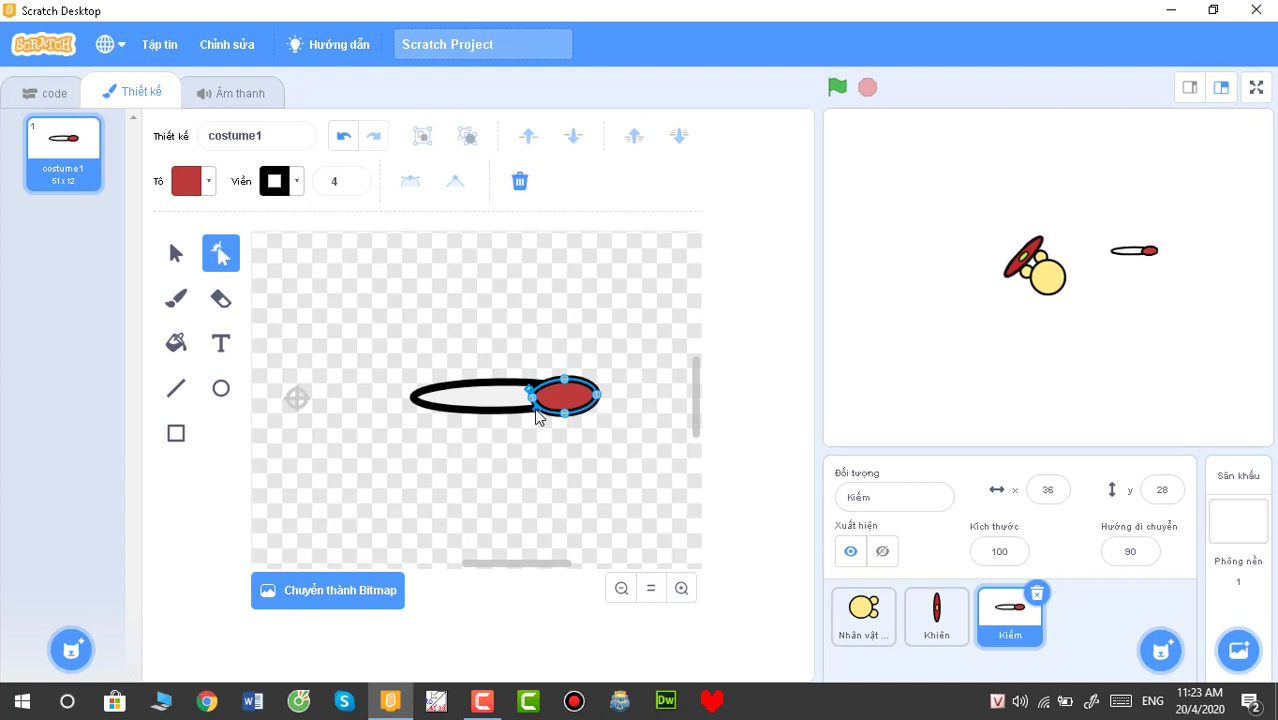 Scratch Desktop
SCRATCH
Tập tin
Chỉnh sửa
Hướng dẫn
Scratch Project
code
Thiết kế
Âm thanh
1
costume1
51 x 12
Thiết kế
costume1
Tô
Viền
4
Chuyển thành Bitmap
Đối tượng
Kiếm
x
36
y
28
Xuất hiện
Kích thước
Hướng di chuyển
100
90
Nhân vật ...
Khiên
Kiếm
Sân khấu
Phông nền
1
ENG
11:23 AM
20/4/2020
2